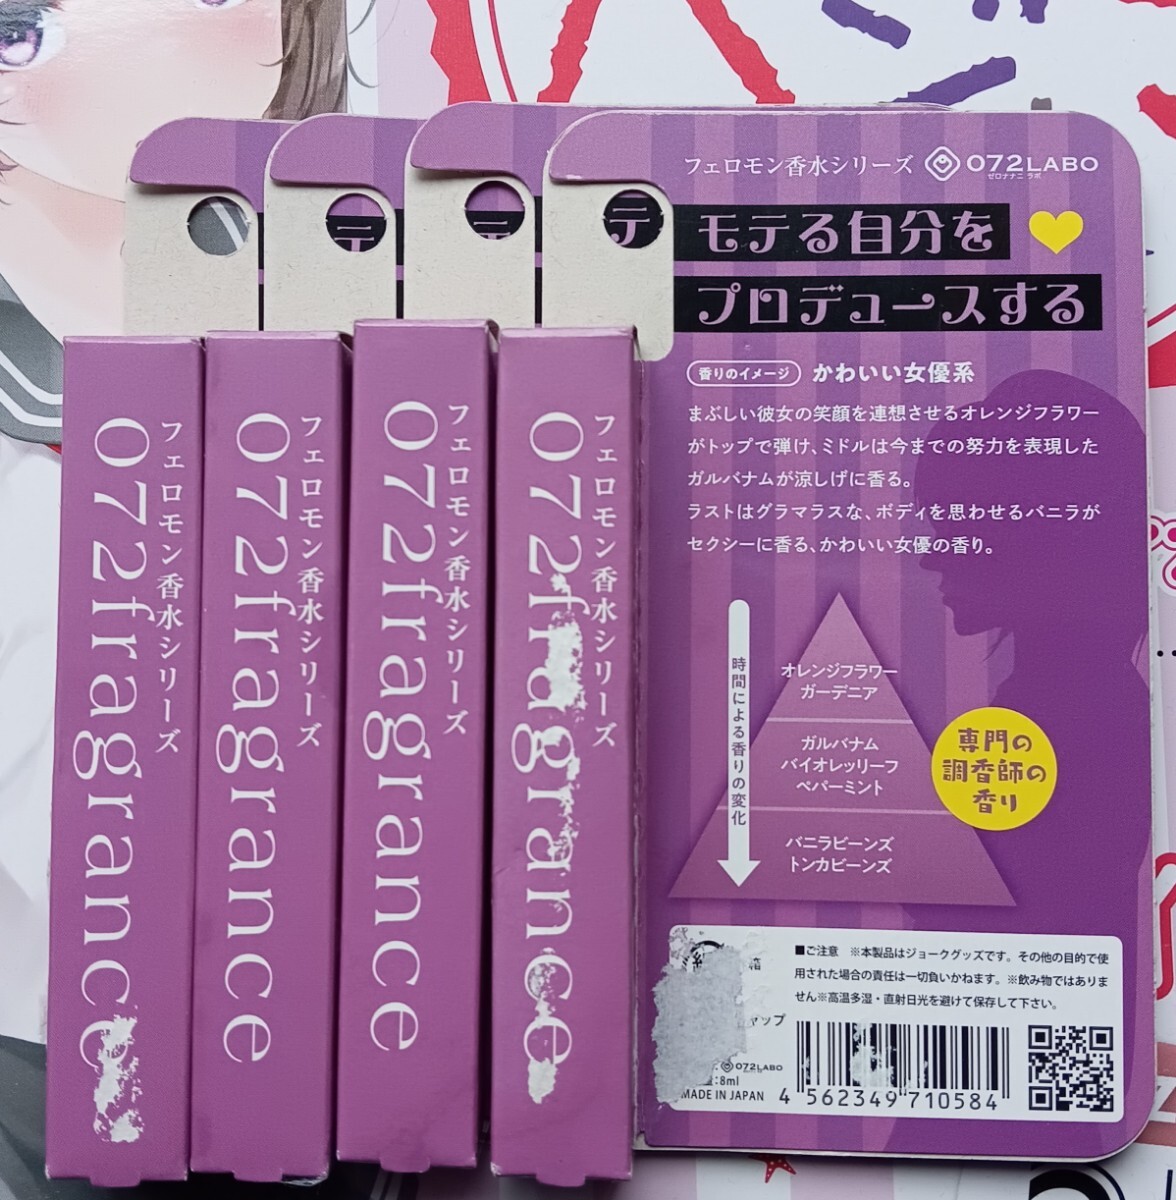 フェロモン香水シリーズ 072LABO
ゼロナナニ ラボ
モテる自分を
プロデュースする
香りのイメージ かわいい女優系
まぶしい彼女の笑顔を連想させるオレンジフラワー
がトップで弾け、ミドルは今までの努力を表現した
ガルバナムが涼しげに香る。
ラストはグラマラスな、ボディを思わせるバニラが
セクシーに香る、かわいい女優の香り。
時間による香りの変化
オレンジフラワー
ガーデニア
ガルバナム
バイオレッリーフ
ペパーミント
バニラビーンズ
トンカビーンズ
専門の
調香師の
香り
■ご注意 ※本製品はジョークグッズです。その他の目的で使
用された場合の責任は一切負いかねます。※飲み物ではありま
せん※高温多湿・直射日光を避けて保存して下さい。
箱
ャップ
072LABO
:8ml
MADE IN JAPAN
4 562349 710584
フェロモン香水シリーズ
072fragrance
フェロモン香水シリーズ
072fragrance
フェロモン香水シリーズ
072fragrance
フェロモン香水シリーズ
072fragrance
テ
テ
テ